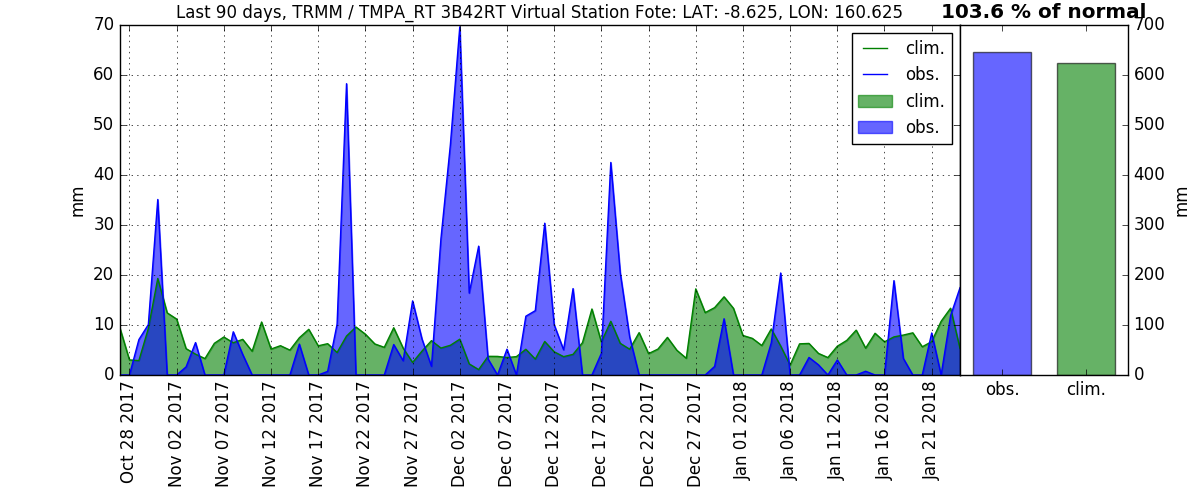 Last 90 days, TRMM / TMPA_RT 3B42RT Virtual Station Fote: LAT: -8.625, LON: 160.625
103.6 % of normal
70
60
50
40
30
20
10
0
mm
clim.
obs.
clim.
obs.
700
600
500
400
300
200
100
0
mm
obs.
clim.
Oct 28 2017
Nov 02 2017
Nov 07 2017
Nov 12 2017
Nov 17 2017
Nov 22 2017
Nov 27 2017
Dec 02 2017
Dec 07 2017
Dec 12 2017
Dec 17 2017
Dec 22 2017
Dec 27 2017
Jan 01 2018
Jan 06 2018
Jan 11 2018
Jan 16 2018
Jan 21 2018